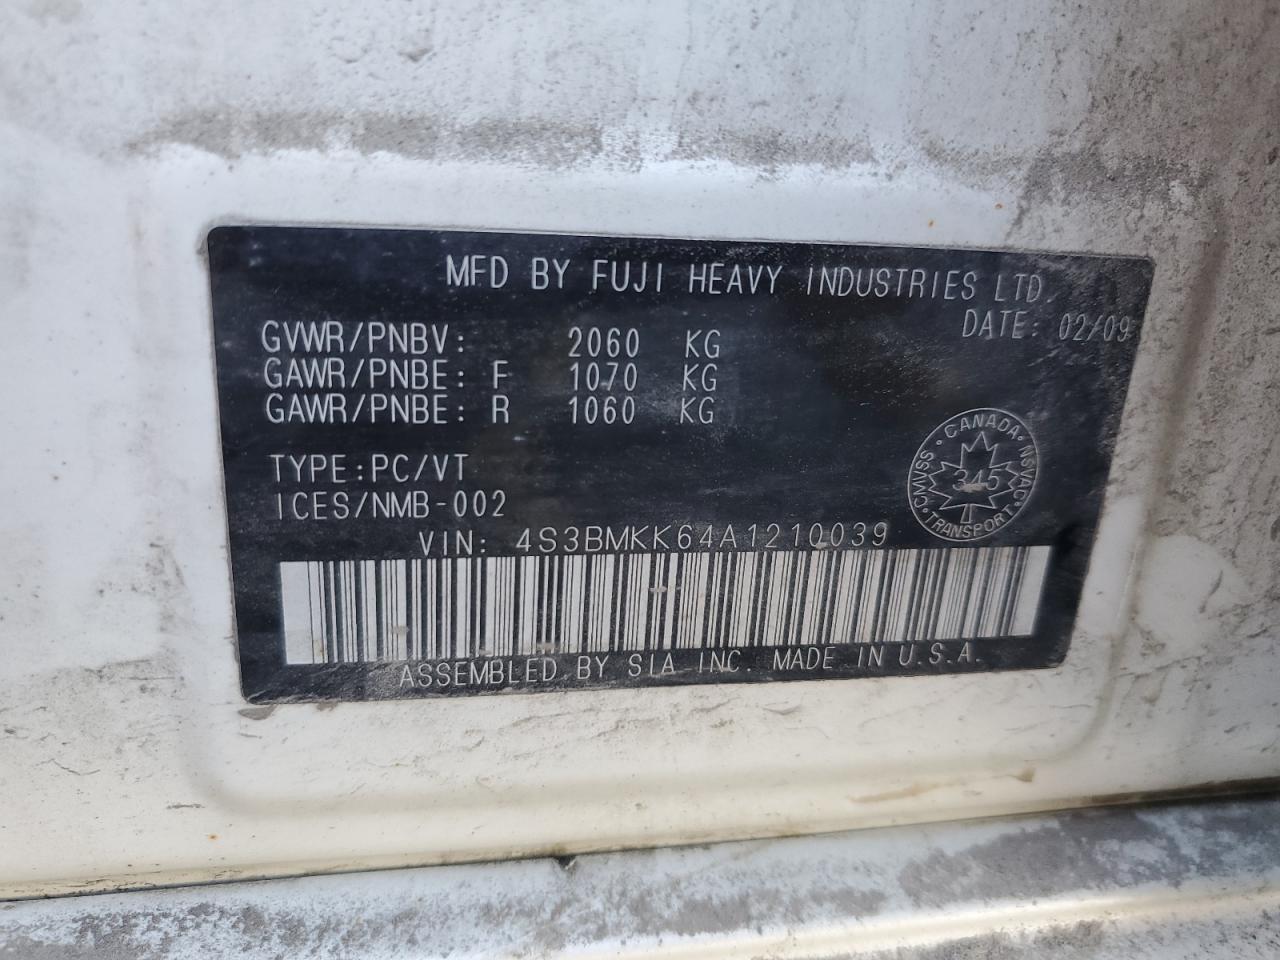 MFD BY FUJI HEAVY INDUSTRIES LTD.
DATE: 02/09
GVWR/PNBV: 2060 KG
GAWR/PNBE: F 1070 KG
GAWR/PNBE: R 1060 KG
TYPE:PC/VT
ICES/NMB-002
CANADA · NSVAC · TRANSPORT · CMVSS
345
VIN: 4S3BMKK64A1210039
ASSEMBLED BY SIA INC. MADE IN U.S.A.